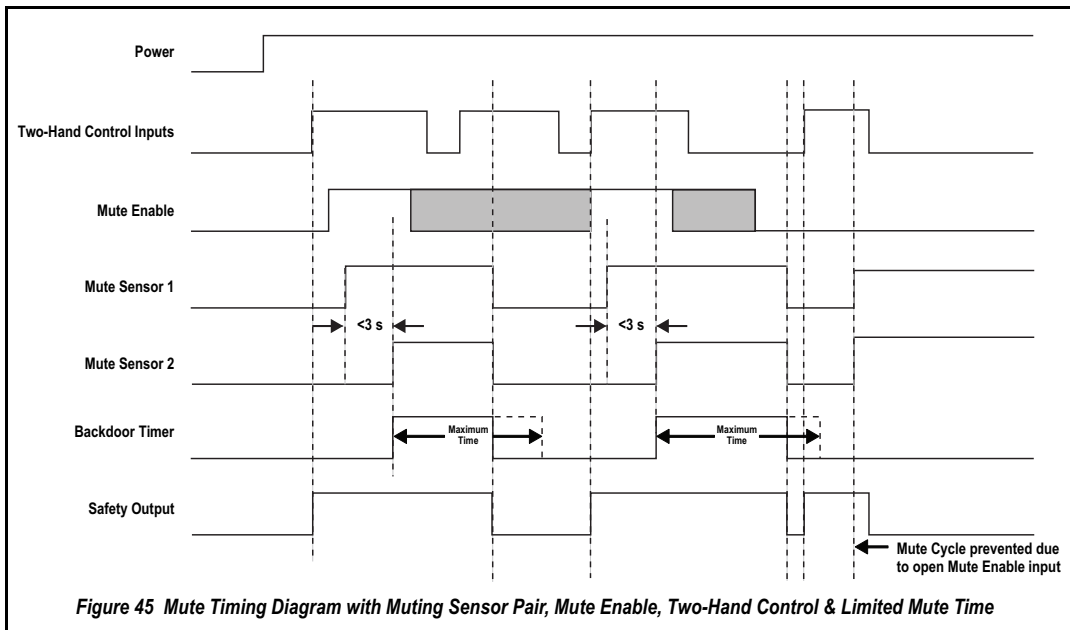 Power
Two-Hand Control Inputs
Mute Enable
Mute Sensor 1
<3 s
<3 s
Mute Sensor 2
Backdoor Timer
Maximum
Time
Maximum
Time
Safety Output
Mute Cycle prevented due
to open Mute Enable input
Figure 45 Mute Timing Diagram with Muting Sensor Pair, Mute Enable, Two-Hand Control & Limited Mute Time